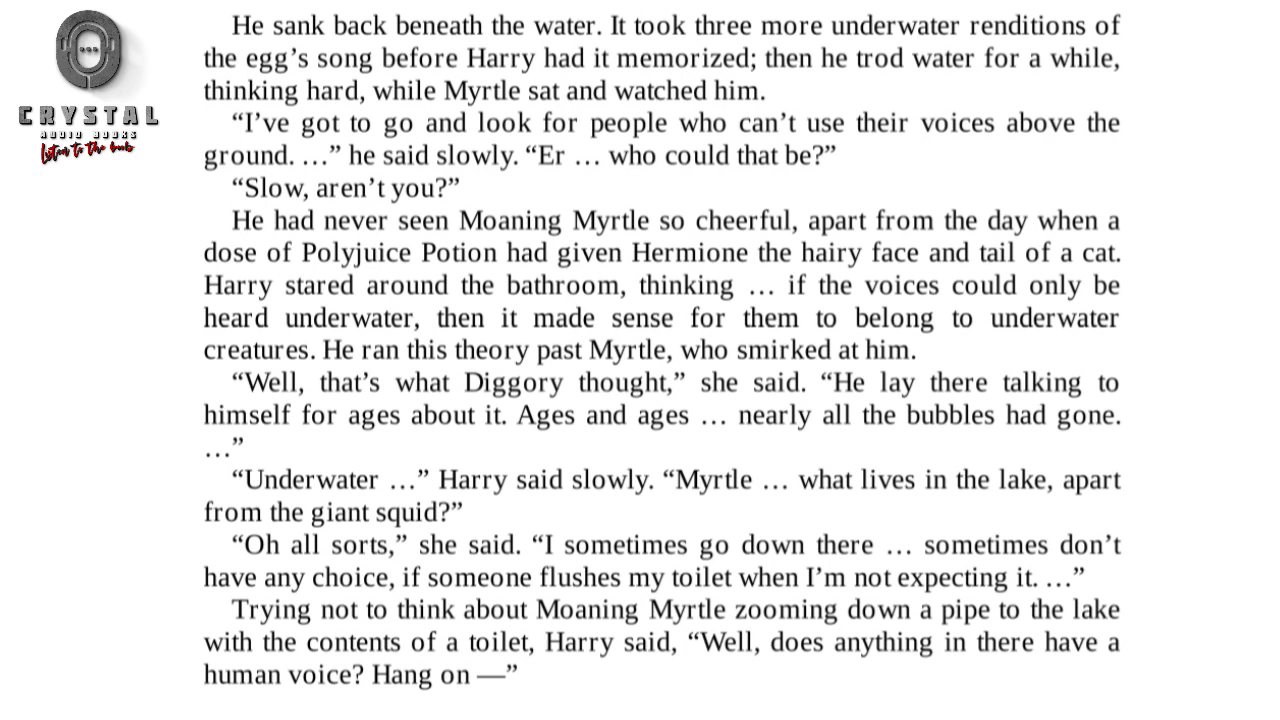 CRYSTAL
AUDIO BOOKS
Listen to the book
He sank back beneath the water. It took three more underwater renditions of
the egg’s song before Harry had it memorized; then he trod water for a while,
thinking hard, while Myrtle sat and watched him.
“I’ve got to go and look for people who can’t use their voices above the
ground. …” he said slowly. “Er … who could that be?”
“Slow, aren’t you?”
He had never seen Moaning Myrtle so cheerful, apart from the day when a
dose of Polyjuice Potion had given Hermione the hairy face and tail of a cat.
Harry stared around the bathroom, thinking … if the voices could only be
heard underwater, then it made sense for them to belong to underwater
creatures. He ran this theory past Myrtle, who smirked at him.
“Well, that’s what Diggory thought,” she said. “He lay there talking to
himself for ages about it. Ages and ages … nearly all the bubbles had gone.
…”
“Underwater …” Harry said slowly. “Myrtle … what lives in the lake, apart
from the giant squid?”
“Oh all sorts,” she said. “I sometimes go down there … sometimes don’t
have any choice, if someone flushes my toilet when I’m not expecting it. …”
Trying not to think about Moaning Myrtle zooming down a pipe to the lake
with the contents of a toilet, Harry said, “Well, does anything in there have a
human voice? Hang on —”